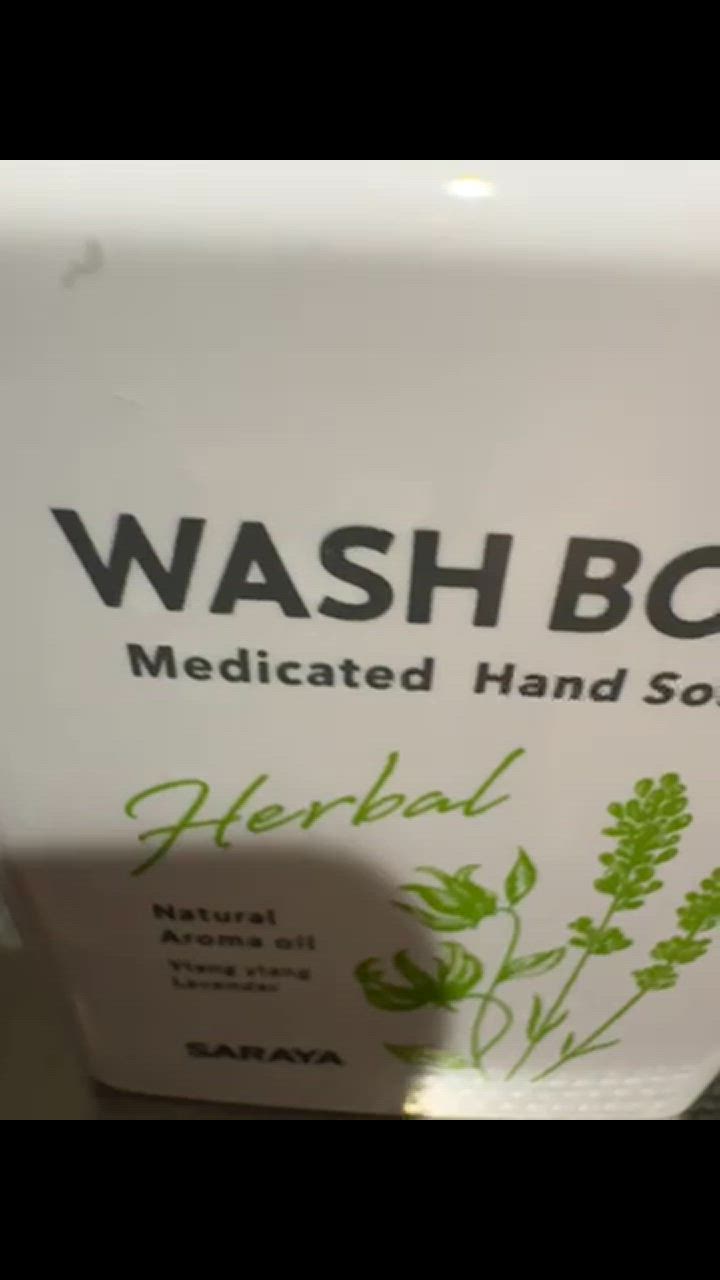 WASH BO
Medicated Hand So
Herbal
Natural
Aroma oil
Ylang ylang
Lavender
SARAYA